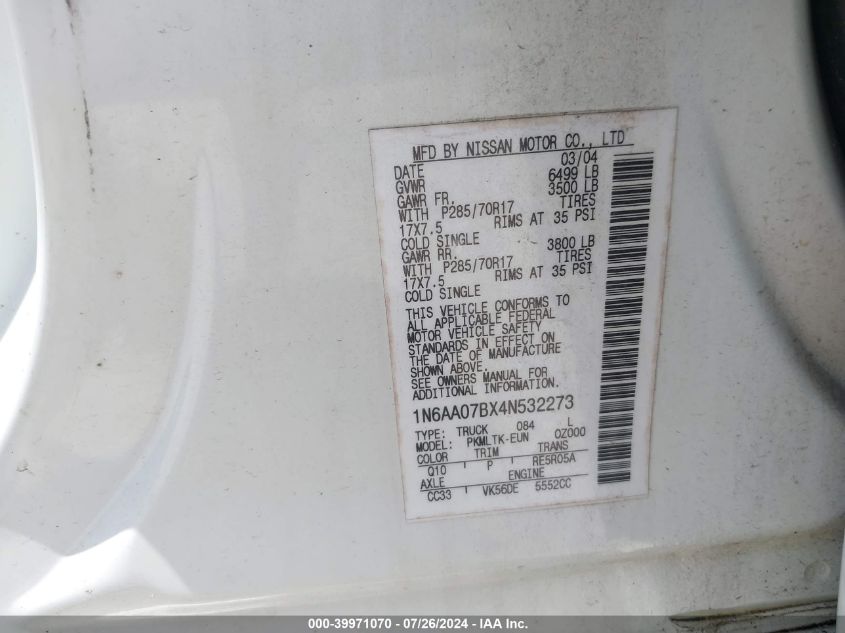 MFD BY NISSAN MOTOR CO., LTD
DATE 03/04
GVWR 6499 LB
GAWR FR. 3500 LB
WITH P285/70R17 TIRES
17X7.5 RIMS AT 35 PSI
COLD SINGLE
GAWR RR. 3800 LB
WITH P285/70R17 TIRES
17X7.5 RIMS AT 35 PSI
COLD SINGLE
THIS VEHICLE CONFORMS TO
ALL APPLICABLE FEDERAL
MOTOR VEHICLE SAFETY
STANDARDS IN EFFECT ON
THE DATE OF MANUFACTURE
SHOWN ABOVE.
SEE OWNERS MANUAL FOR
ADDITIONAL INFORMATION.
1N6AA07BX4N532273
TYPE: TRUCK 084 L
MODEL: PKMLTK-EUN 0Z000
COLOR TRIM TRANS
Q10 P RE5R05A
AXLE ENGINE
CC33 VK56DE 5552CC
000-39971070 - 07/26/2024 - IAA Inc.